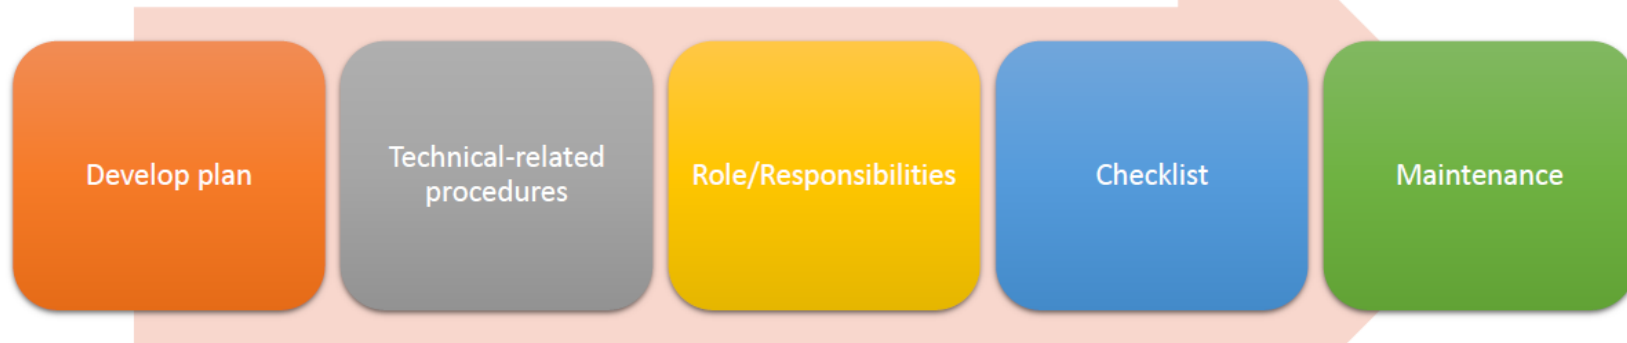 Develop plan
Technical-related
procedures
Role/Responsibilities
Checklist
Maintenance